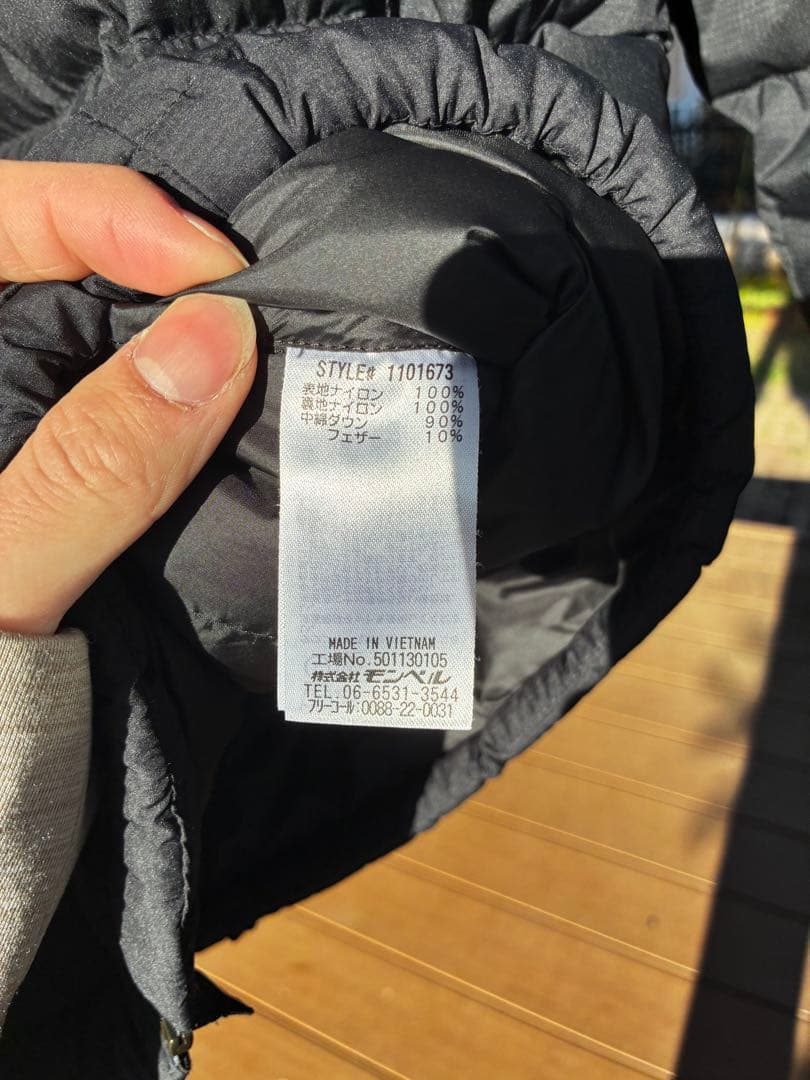 STYLE# 1101673
表地ナイロン 100%
裏地ナイロン 100%
中綿ダウン 90%
フェザー 10%
MADE IN VIETNAM
工場No.501130105
株式会社 モンベル
TEL.06-6531-3544
フリーコール:0088-22-0031